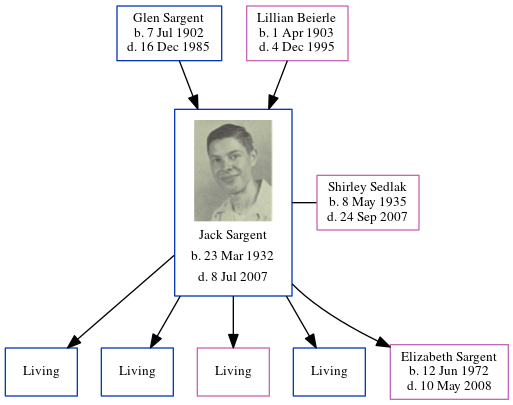 Glen Sargent
b. 7 Jul 1902
d. 16 Dec 1985
Lillian Beierle
b. 1 Apr 1903
d. 4 Dec 1995
Jack Sargent
b. 23 Mar 1932
d. 8 Jul 2007
Shirley Sedlak
b. 8 May 1935
d. 24 Sep 2007
Living
Living
Living
Living
Elizabeth Sargent
b. 12 Jun 1972
d. 10 May 2008